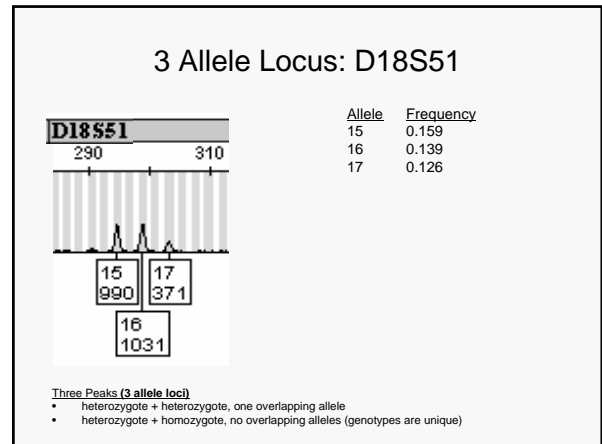 3 Allele Locus: D18S51
Allele Frequency
15 0.159
16 0.139
17 0.126
D18S51
290 310
15 17
990 371
16
1031
Three Peaks (3 allele loci)
• heterozygote + heterozygote, one overlapping allele
• heterozygote + homozygote, no overlapping alleles (genotypes are unique)